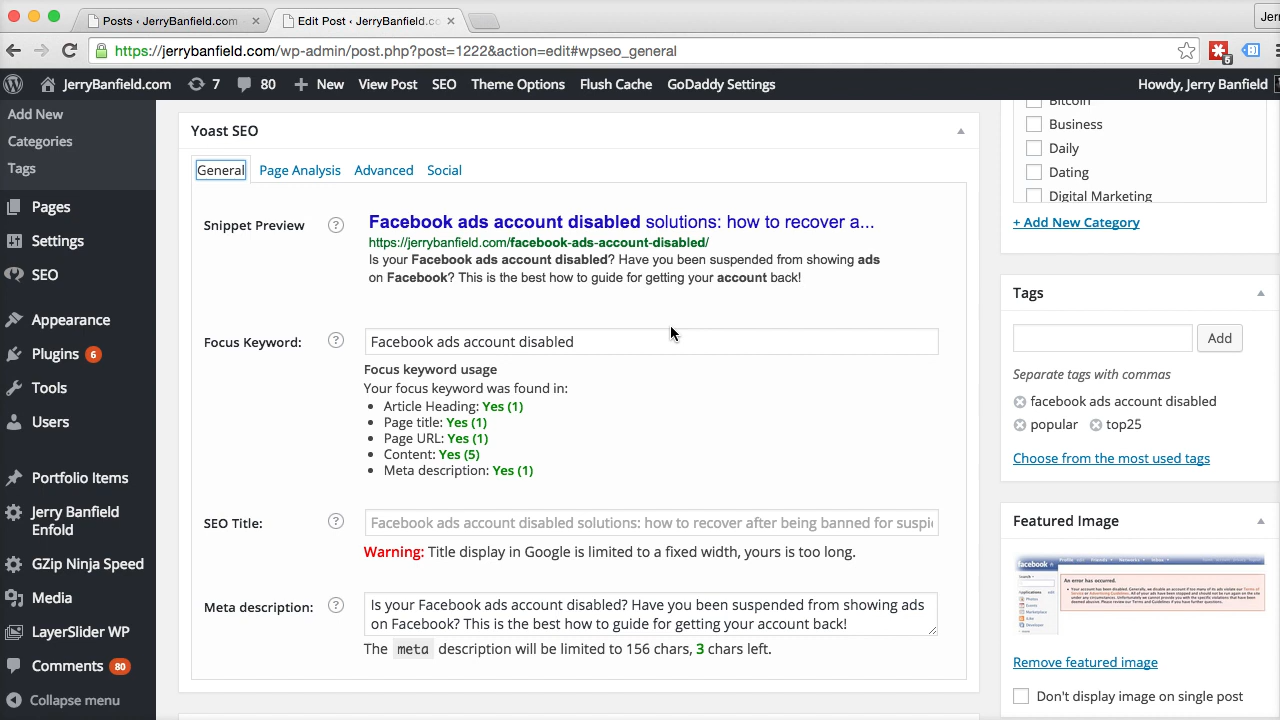 Posts ‹ JerryBanfield.com
Edit Post ‹ JerryBanfield.co
Jer
https://jerrybanfield.com/wp-admin/post.php?post=1222&action=edit#wpseo_general
6
JerryBanfield.com
7
80
New
View Post
SEO
Theme Options
Flush Cache
GoDaddy Settings
Howdy, Jerry Banfield
Add New
Categories
Tags
Pages
Settings
SEO
Appearance
Plugins 6
Tools
Users
Portfolio Items
Jerry Banfield
Enfold
GZip Ninja Speed
Media
LayerSlider WP
Comments 80
Collapse menu
Yoast SEO
General
Page Analysis
Advanced
Social
Snippet Preview
Facebook ads account disabled solutions: how to recover a...
https://jerrybanfield.com/facebook-ads-account-disabled/
Is your Facebook ads account disabled? Have you been suspended from showing ads
on Facebook? This is the best how to guide for getting your account back!
Focus Keyword:
Facebook ads account disabled
Focus keyword usage
Your focus keyword was found in:
Article Heading: Yes (1)
Page title: Yes (1)
Page URL: Yes (1)
Content: Yes (5)
Meta description: Yes (1)
SEO Title:
Facebook ads account disabled solutions: how to recover after being banned for suspi
Warning: Title display in Google is limited to a fixed width, yours is too long.
Meta description:
Is your Facebook ads account disabled? Have you been suspended from showing ads
on Facebook? This is the best how to guide for getting your account back!
The meta description will be limited to 156 chars, 3 chars left.
Bitcoin
Business
Daily
Dating
Digital Marketing
+ Add New Category
Tags
Add
Separate tags with commas
facebook ads account disabled
popular
top25
Choose from the most used tags
Featured Image
facebook
An error has occurred.
Remove featured image
Don't display image on single post